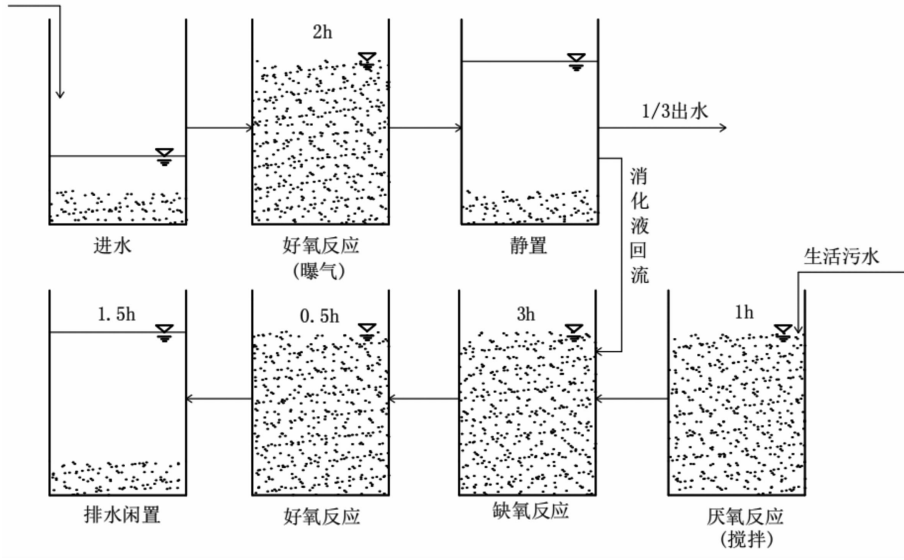 2h
1/3出水
进水
好氧反应
(曝气)
静置
消化液回流
生活污水
1.5h
0.5h
3h
1h
排水闲置
好氧反应
缺氧反应
厌氧反应
(搅拌)